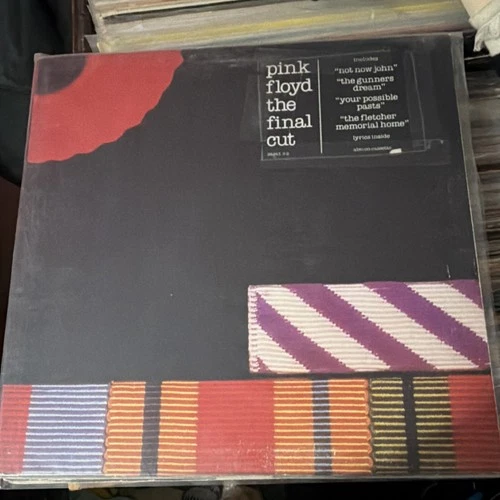 pink
floyd
the
final
cut
includes
"not now john"
"the gunners
dream"
"your possible
pasts"
"the fletcher
memorial home"
lyrics inside